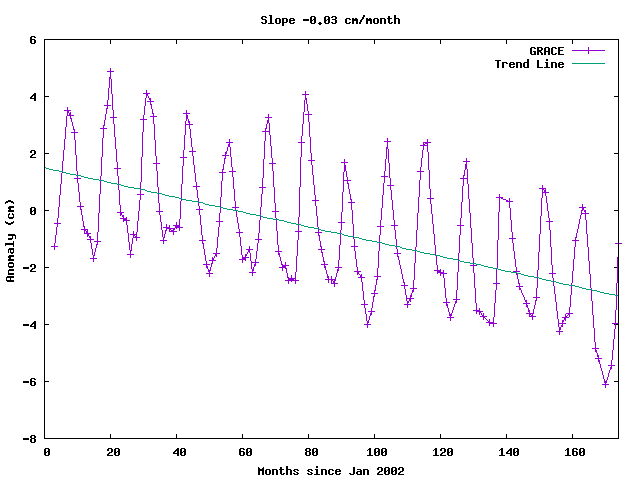 Slope -0.03 cm/month
GRACE
Trend Line
6
4
2
0
-2
-4
-6
-8
Anomaly (cm)
0 20 40 60 80 100 120 140 160
Months since Jan 2002